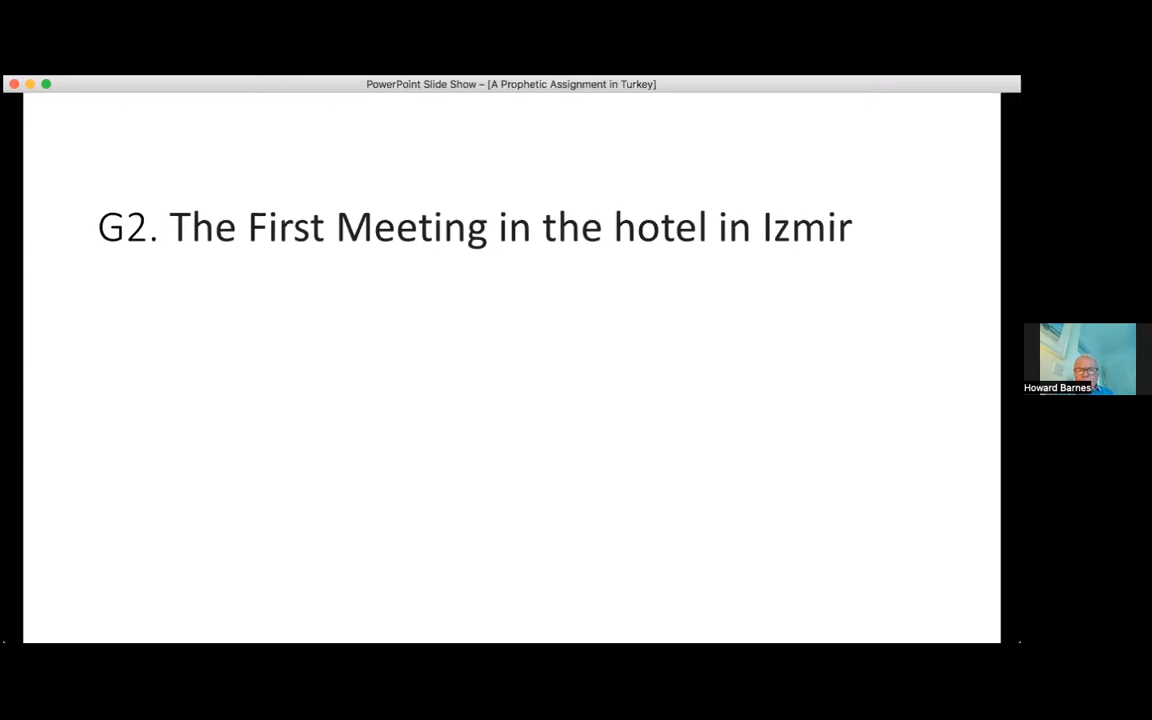 PowerPoint Slide Show – [A Prophetic Assignment in Turkey]
G2. The First Meeting in the hotel in Izmir
Howard Barnes